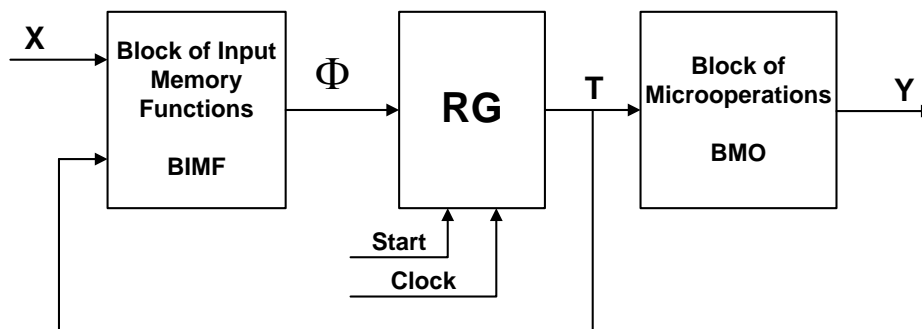 X
Block of Input
Memory
Functions
BIMF
Φ
RG
T
Block of
Microoperations
BMO
Y
Start
Clock